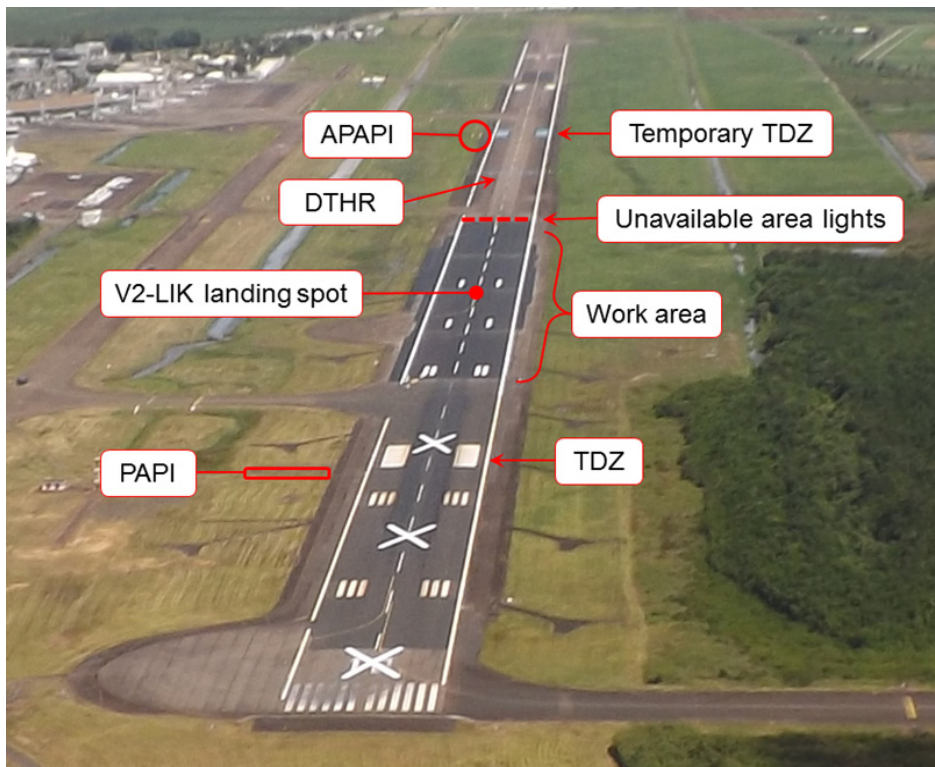 APAPI
Temporary TDZ
DTHR
Unavailable area lights
V2-LIK landing spot
Work area
PAPI
TDZ